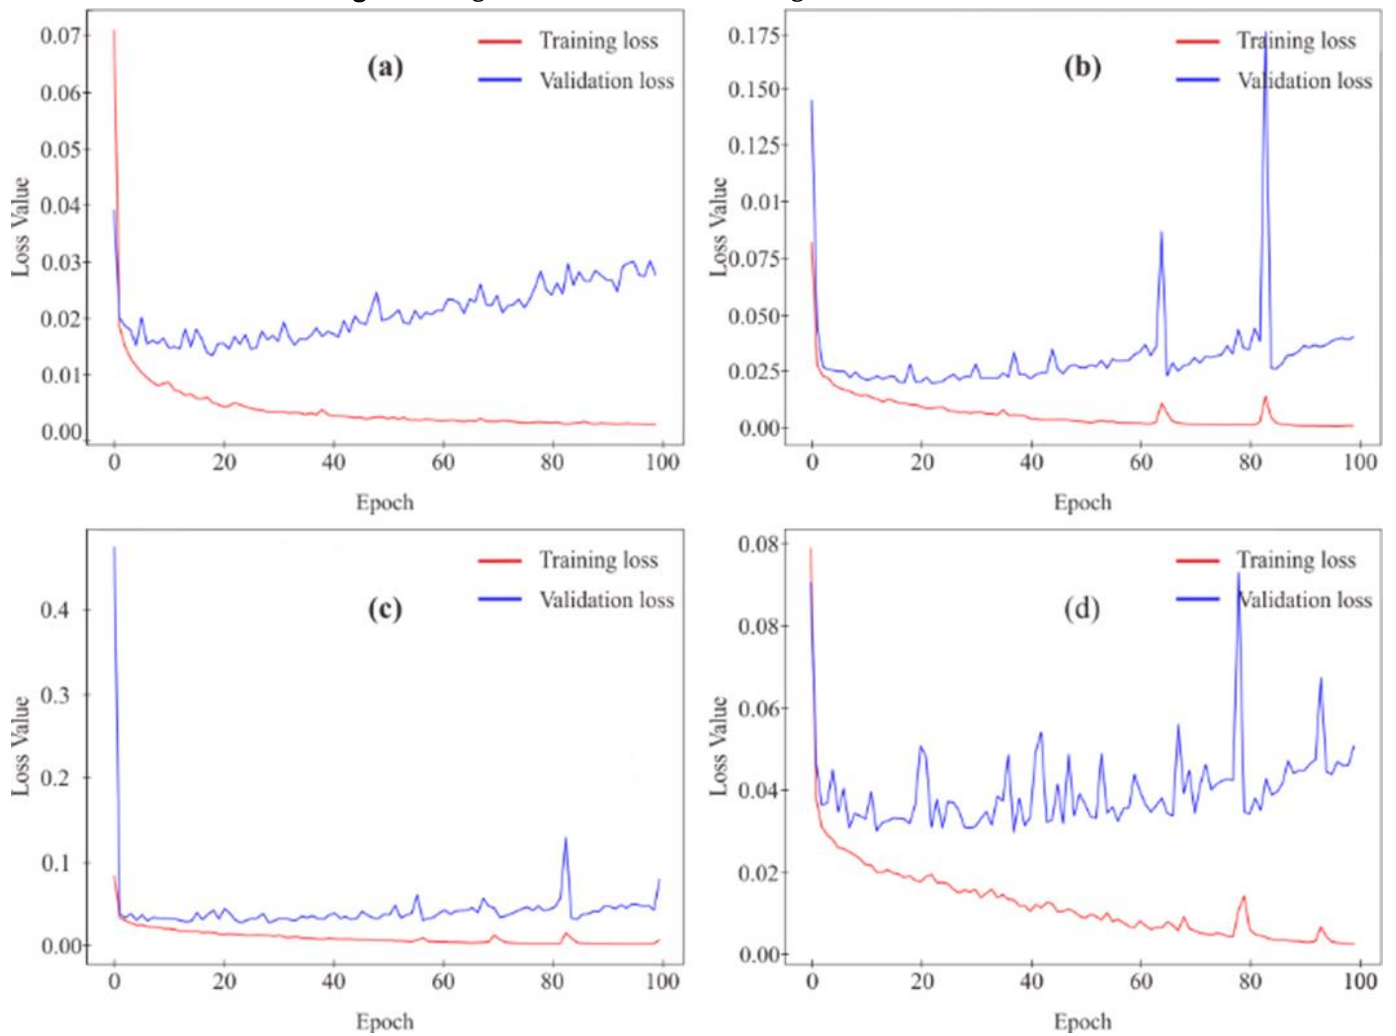 0.07
0.06
0.05
0.04
0.03
0.02
0.01
0.00
Loss Value
(a)
Training loss
Validation loss
0 20 40 60 80 100
Epoch
0.175
0.150
0.125
0.01
0.075
0.050
0.025
0.00
Loss Value
(b)
Training loss
Validation loss
0 20 40 60 80 100
Epoch
0.4
0.3
0.2
0.1
0.00
Loss Value
(c)
Training loss
Validation loss
0 20 40 60 80 100
Epoch
0.08
0.08
0.06
0.04
0.02
0.00
Loss Value
(d)
Training loss
Validation loss
0 20 40 60 80 100
Epoch